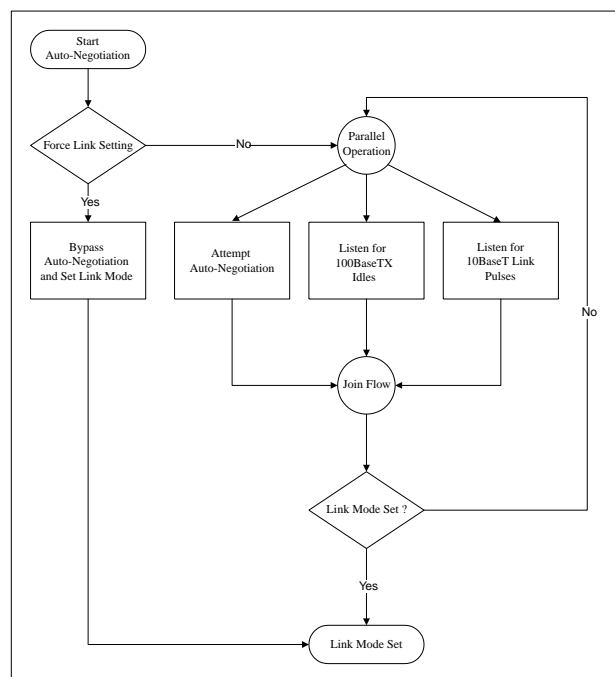 Start
Auto-Negotiation
Force Link Setting
No
Parallel
Operation
Yes
Bypass
Auto-Negotiation
and Set Link Mode
Attempt
Auto-Negotiation
Listen for
100BaseTX
Idles
Listen for
10BaseT Link
Pulses
No
Join Flow
Link Mode Set ?
Yes
Link Mode Set